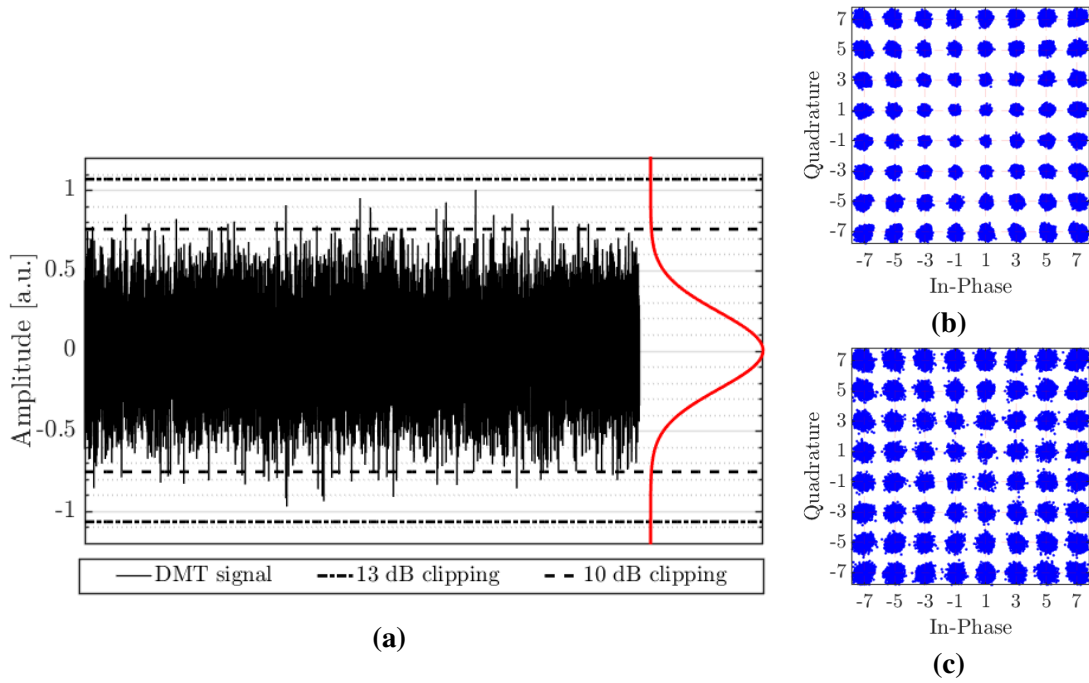 Amplitude [a.u.]
1
0.5
0
-0.5
-1
DMT signal 13 dB clipping 10 dB clipping
(a)
Quadrature
7
5
3
1
-1
-3
-5
-7
-7 -5 -3 -1 1 3 5 7
In-Phase
(b)
Quadrature
7
5
3
1
-1
-3
-5
-7
-7 -5 -3 -1 1 3 5 7
In-Phase
(c)